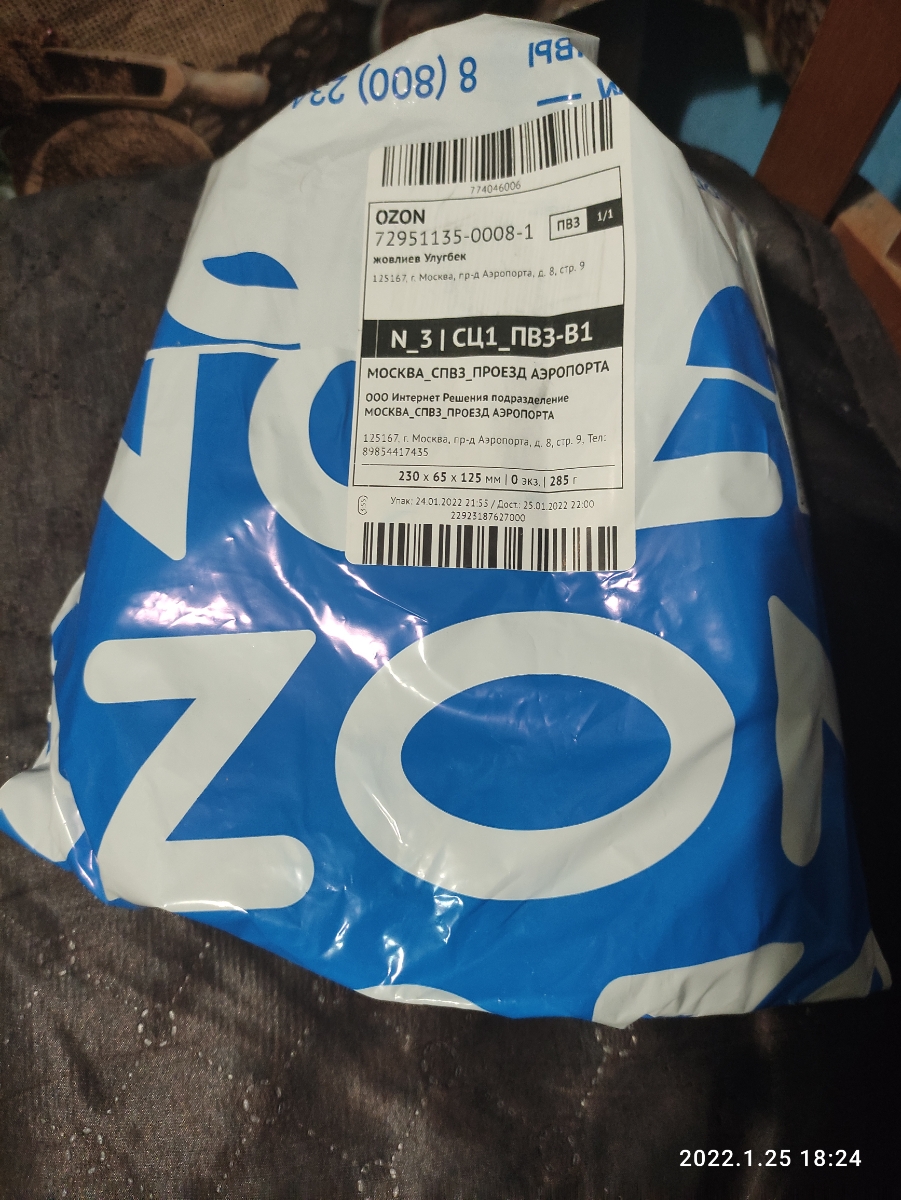 8 (800) 234
774046006
OZON
72951135-0008-1
ПВЗ 1/1
жовлиев Улугбек
125167, г. Москва, пр-д Аэропорта, д. 8, стр. 9
N_3 | СЦ1_ПВЗ-В1
МОСКВА_СПВЗ_ПРОЕЗД АЭРОПОРТА
ООО Интернет Решения подразделение
МОСКВА_СПВЗ_ПРОЕЗД АЭРОПОРТА
125167, г. Москва, пр-д Аэропорта, д. 8, стр. 9, Тел:
89854417435
230 x 65 x 125 мм | 0 экз. | 285 г
Упак: 24.01.2022 21:53 / Дост.: 25.01.2022 22:00
22923187627000
OZON
2022.1.25 18:24